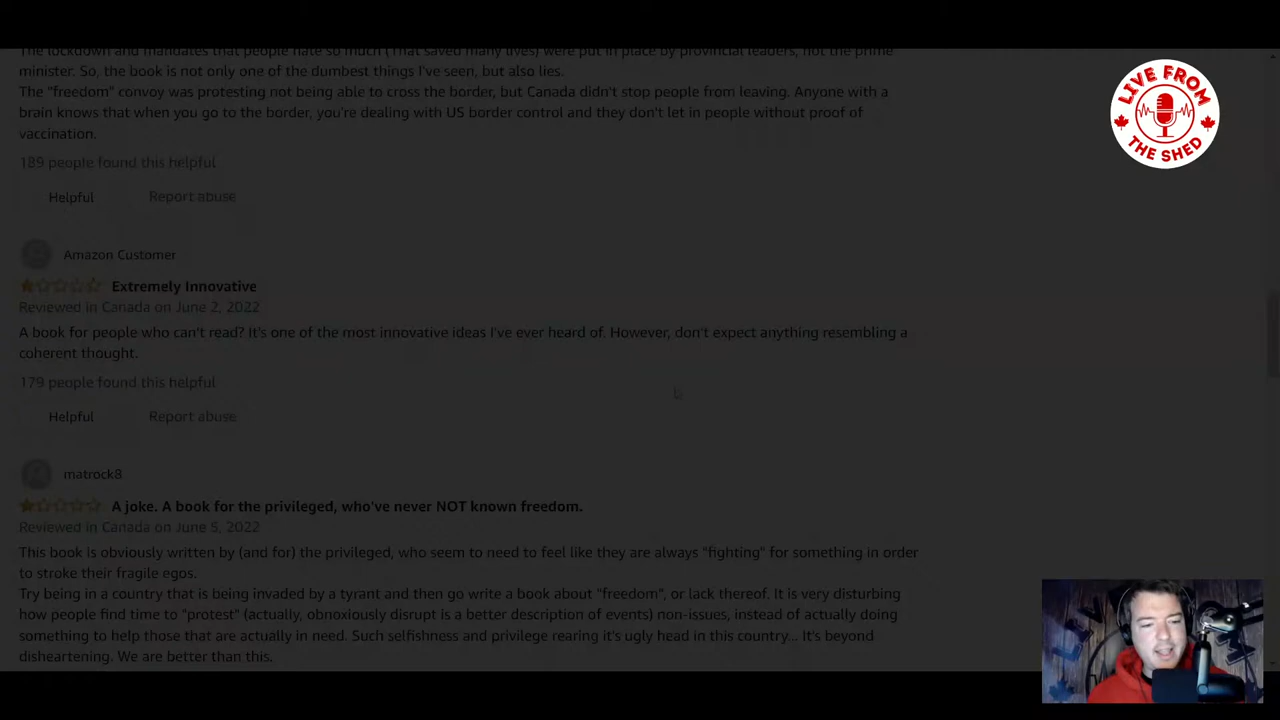 The lockdown and mandates that people hate so much (That saved many lives) were put in place by provincial leaders, not the prime
minister. So, the book is not only one of the dumbest things I've seen, but also lies.
The "freedom" convoy was protesting not being able to cross the border, but Canada didn't stop people from leaving. Anyone with a
brain knows that when you go to the border, you're dealing with US border control and they don't let in people without proof of
vaccination.
189 people found this helpful
Helpful Report abuse
Amazon Customer
Extremely Innovative
Reviewed in Canada on June 2, 2022
A book for people who can't read? It's one of the most innovative ideas I've ever heard of. However, don't expect anything resembling a
coherent thought.
179 people found this helpful
Helpful Report abuse
matrock8
A joke. A book for the privileged, who've never NOT known freedom.
Reviewed in Canada on June 5, 2022
This book is obviously written by (and for) the privileged, who seem to need to feel like they are always "fighting" for something in order
to stroke their fragile egos.
Try being in a country that is being invaded by a tyrant and then go write a book about "freedom", or lack thereof. It is very disturbing
how people find time to "protest" (actually, obnoxiously disrupt is a better description of events) non-issues, instead of actually doing
something to help those that are actually in need. Such selfishness and privilege rearing it's ugly head in this country... It's beyond
disheartening. We are better than this.
LIVE FROM
THE SHED